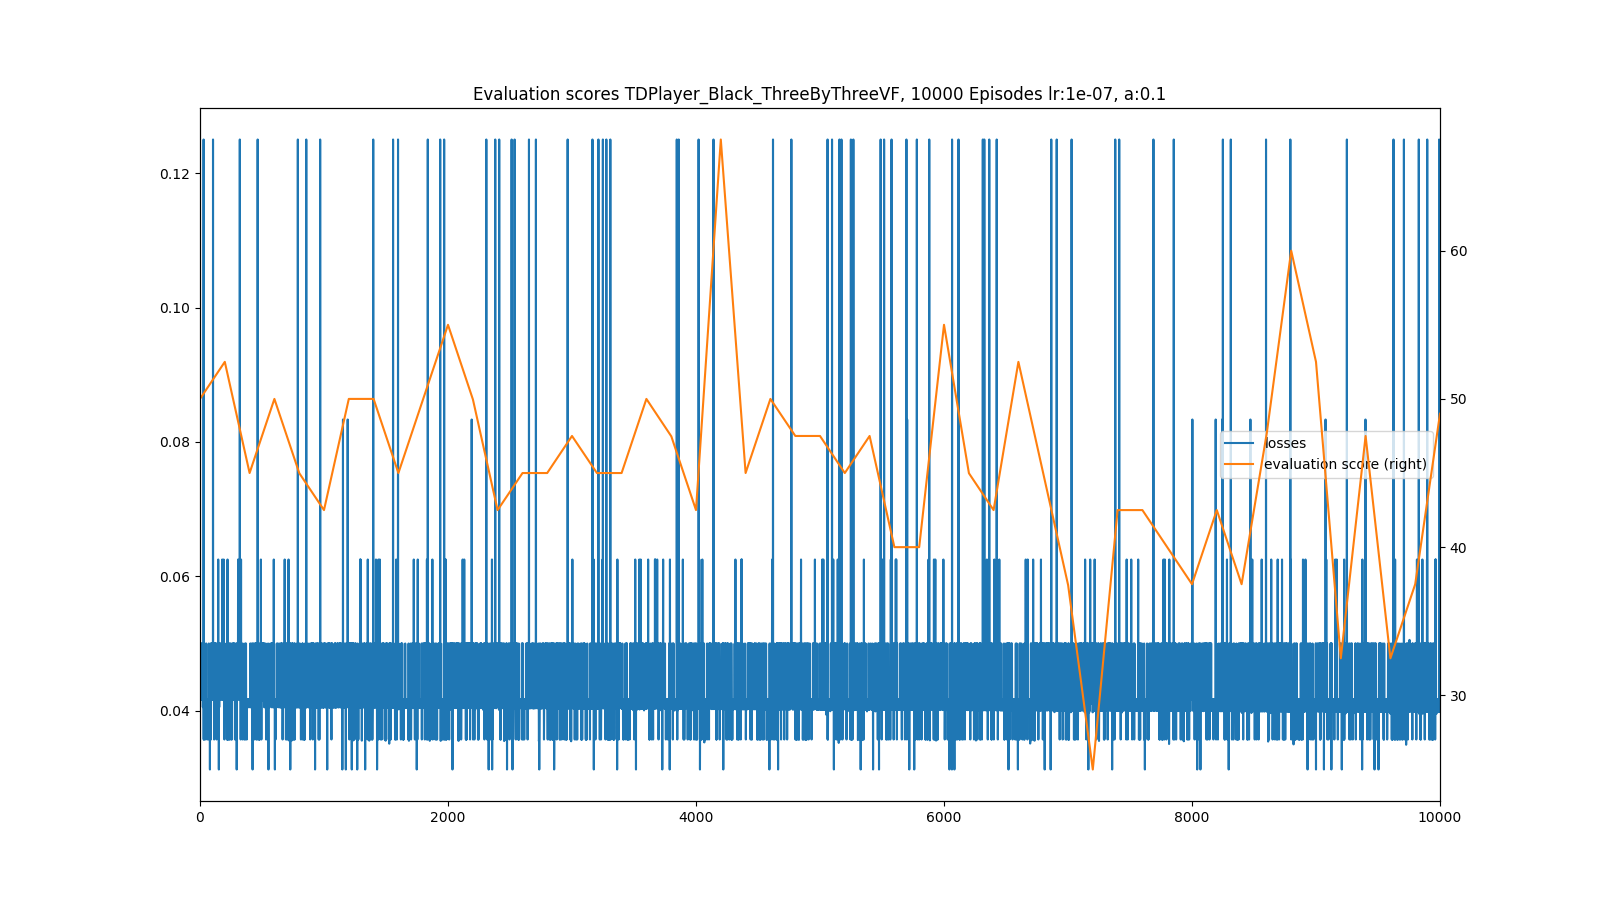 Evaluation scores TDPlayer_Black_ThreeByThreeVF, 10000 Episodes lr:1e-07, a:0.1
0.12
0.10
0.08
0.06
0.04
60
50
40
30
losses
evaluation score (right)
0 2000 4000 6000 8000 10000